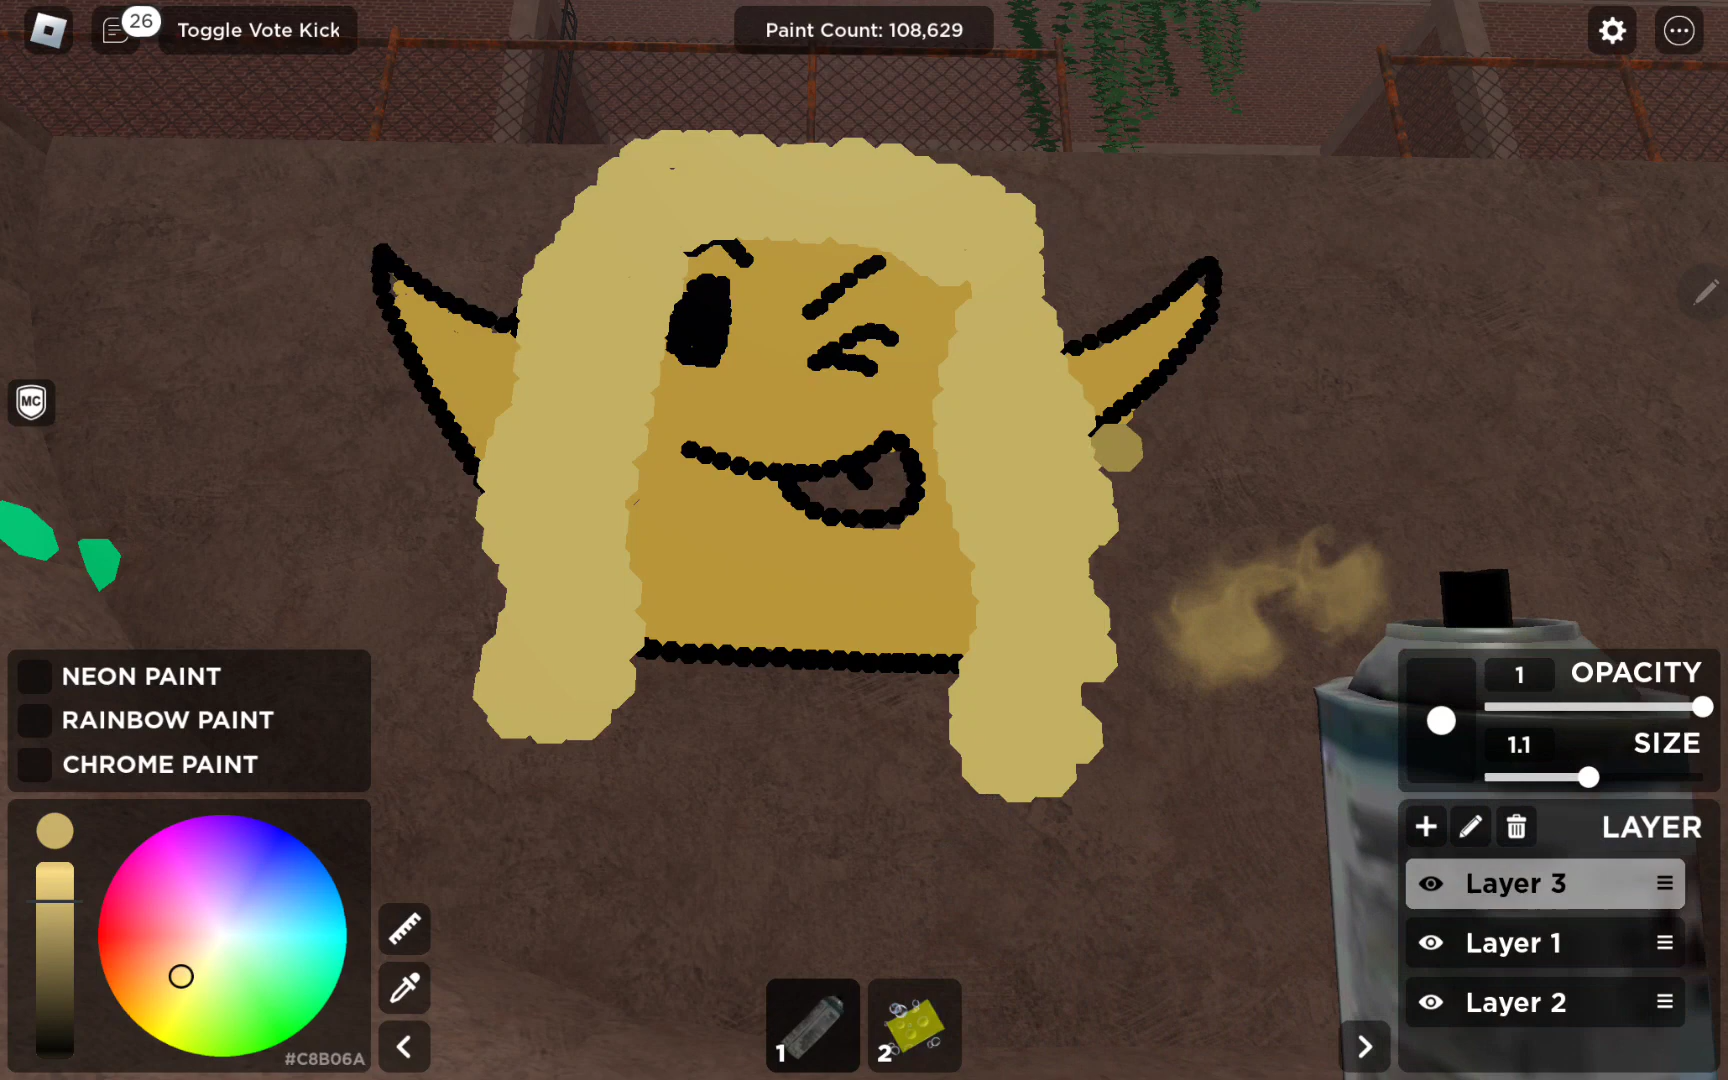 26
Toggle Vote Kick
Paint Count: 108,629
MC
NEON PAINT
RAINBOW PAINT
CHROME PAINT
#C8B06A
1
2
1 OPACITY
1.1 SIZE
LAYER
Layer 3
Layer 1
Layer 2